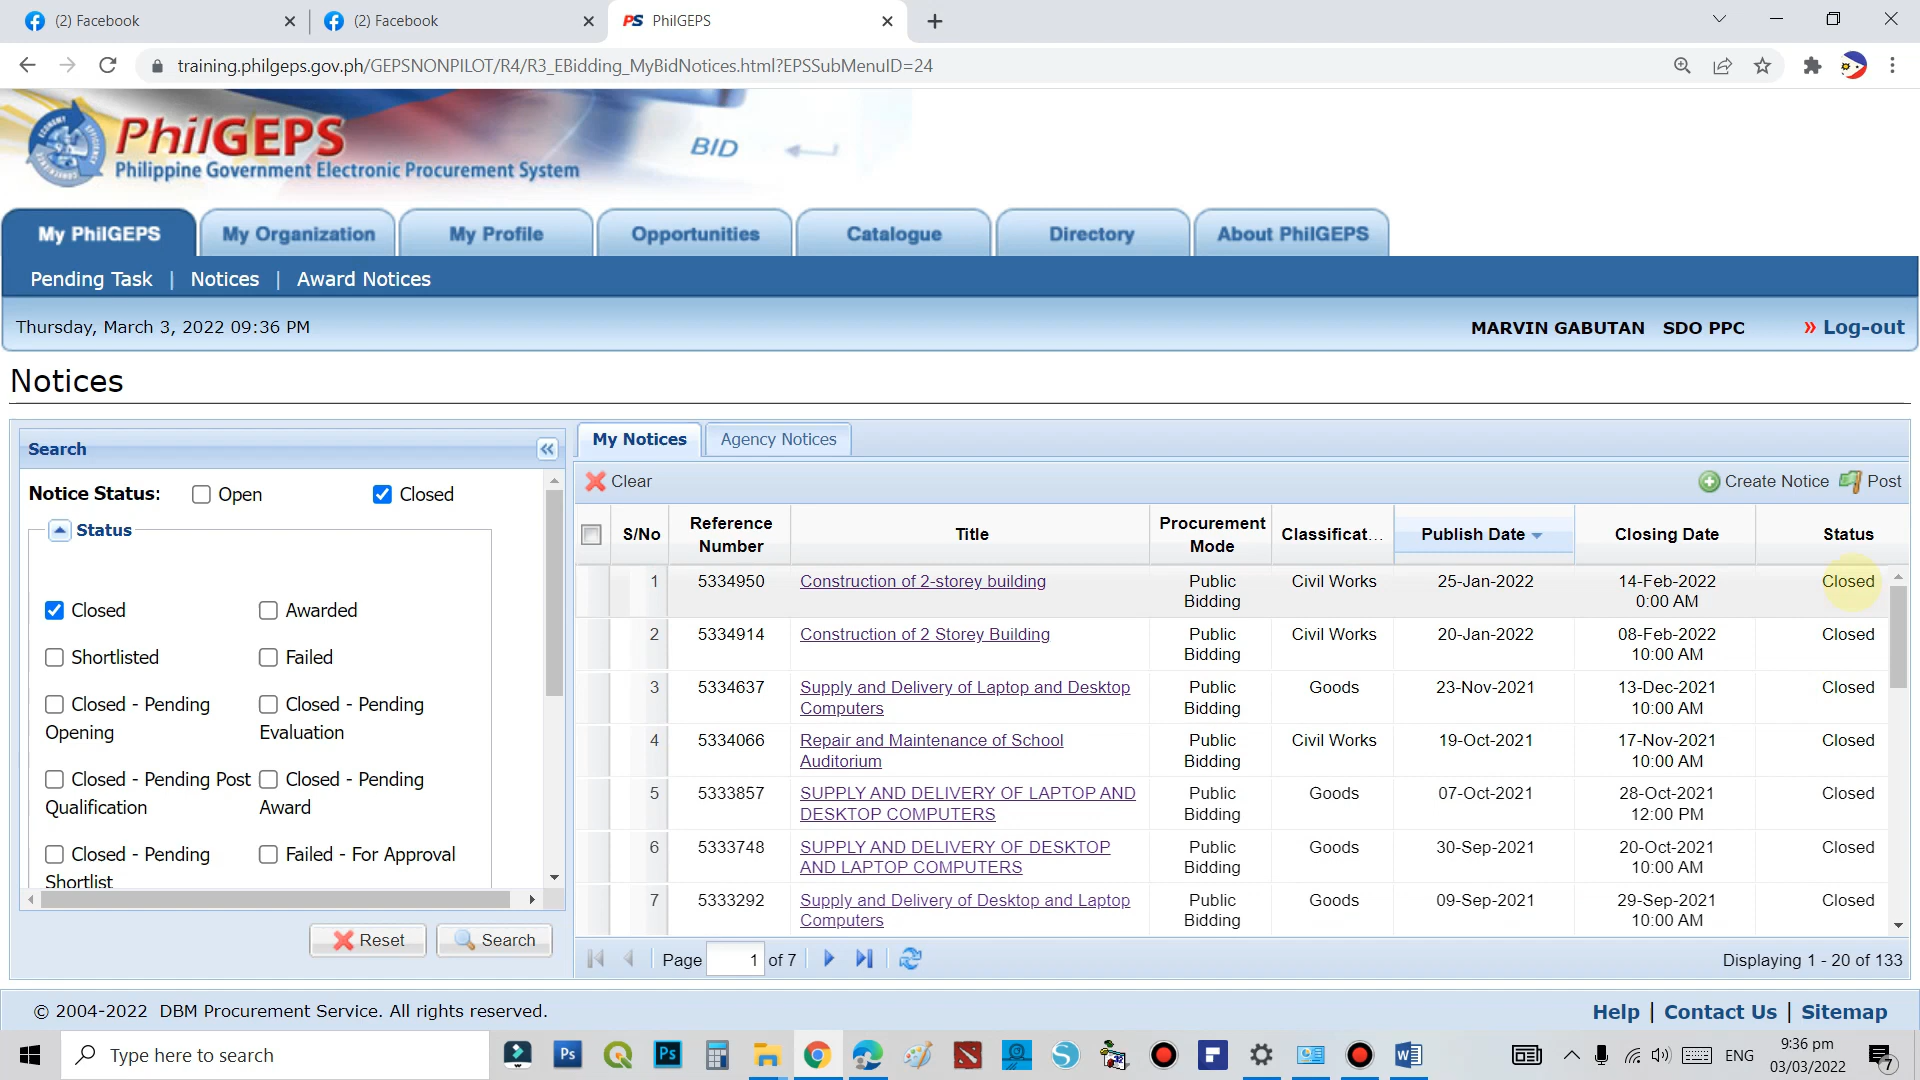 (2) Facebook
(2) Facebook
PS PhilGEPS
training.philgeps.gov.ph/GEPSNONPILOT/R4/R3_EBidding_MyBidNotices.html?EPSSubMenuID=24
PhilGEPS
Philippine Government Electronic Procurement System
BID
My PhilGEPS
My Organization
My Profile
Opportunities
Catalogue
Directory
About PhilGEPS
Pending Task | Notices | Award Notices
Thursday, March 3, 2022 09:36 PM
MARVIN GABUTAN SDO PPC
» Log-out
Notices
Search
Notice Status: Open Closed
Status
Closed Awarded
Shortlisted Failed
Closed - Pending Opening
Closed - Pending Evaluation
Closed - Pending Post Qualification
Closed - Pending Award
Closed - Pending Shortlist
Failed - For Approval
Reset
Search
My Notices
Agency Notices
Clear
Create Notice
Post
S/No Reference Number Title Procurement Mode Classificat... Publish Date Closing Date Status
1 5334950 Construction of 2-storey building Public Bidding Civil Works 25-Jan-2022 14-Feb-2022 0:00 AM Closed
2 5334914 Construction of 2 Storey Building Public Bidding Civil Works 20-Jan-2022 08-Feb-2022 10:00 AM Closed
3 5334637 Supply and Delivery of Laptop and Desktop Computers Public Bidding Goods 23-Nov-2021 13-Dec-2021 10:00 AM Closed
4 5334066 Repair and Maintenance of School Auditorium Public Bidding Civil Works 19-Oct-2021 17-Nov-2021 10:00 AM Closed
5 5333857 SUPPLY AND DELIVERY OF LAPTOP AND DESKTOP COMPUTERS Public Bidding Goods 07-Oct-2021 28-Oct-2021 12:00 PM Closed
6 5333748 SUPPLY AND DELIVERY OF DESKTOP AND LAPTOP COMPUTERS Public Bidding Goods 30-Sep-2021 20-Oct-2021 10:00 AM Closed
7 5333292 Supply and Delivery of Desktop and Laptop Computers Public Bidding Goods 09-Sep-2021 29-Sep-2021 10:00 AM Closed
Page 1 of 7
Displaying 1 - 20 of 133
© 2004-2022 DBM Procurement Service. All rights reserved.
Help | Contact Us | Sitemap
Type here to search
Ps
Ps
ENG
9:36 pm
03/03/2022
7